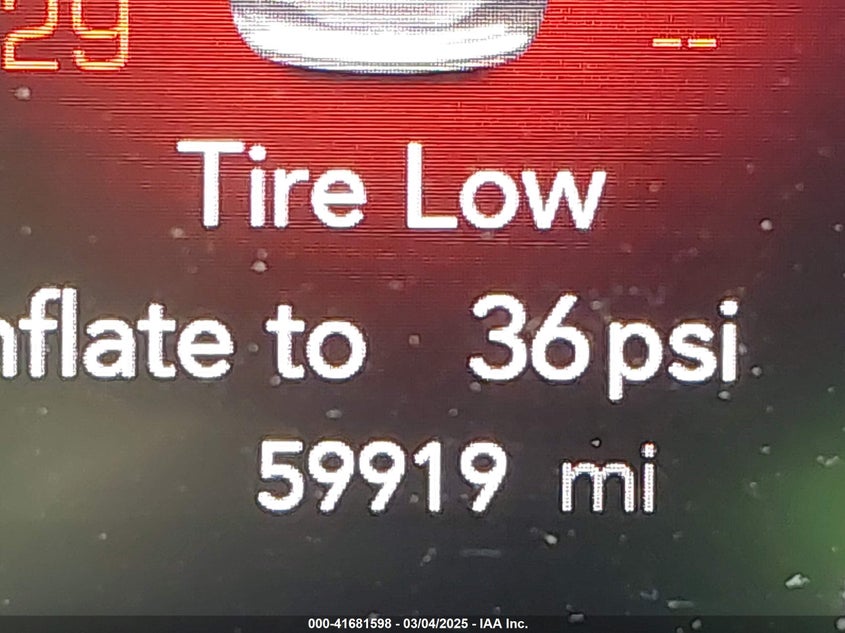 29 --
Tire Low
nflate to 36 psi
59919 mi
000-41681598 - 03/04/2025 - IAA Inc.